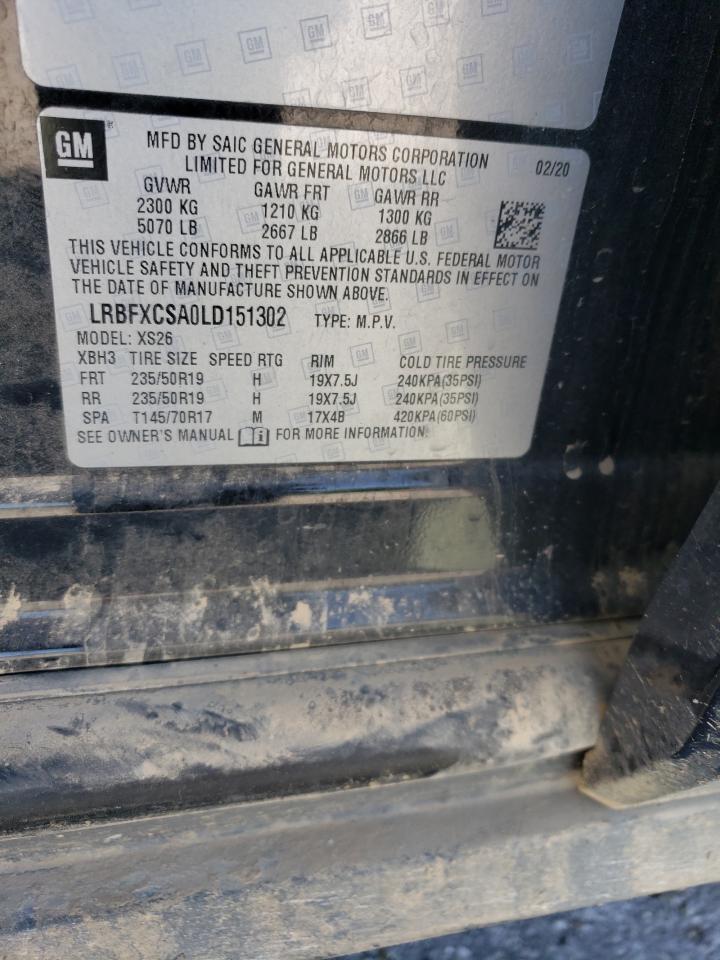 GM
MFD BY SAIC GENERAL MOTORS CORPORATION
LIMITED FOR GENERAL MOTORS LLC
02/20
GVWR GAWR FRT GAWR RR
2300 KG 1210 KG 1300 KG
5070 LB 2667 LB 2866 LB
THIS VEHICLE CONFORMS TO ALL APPLICABLE U.S. FEDERAL MOTOR
VEHICLE SAFETY AND THEFT PREVENTION STANDARDS IN EFFECT ON
THE DATE OF MANUFACTURE SHOWN ABOVE.
LRBFXCSA0LD151302 TYPE: M.P.V.
MODEL: XS26
XBH3 TIRE SIZE SPEED RTG RIM COLD TIRE PRESSURE
FRT 235/50R19 H 19X7.5J 240KPA(35PSI)
RR 235/50R19 H 19X7.5J 240KPA(35PSI)
SPA T145/70R17 M 17X4B 420KPA(60PSI)
SEE OWNER'S MANUAL FOR MORE INFORMATION.